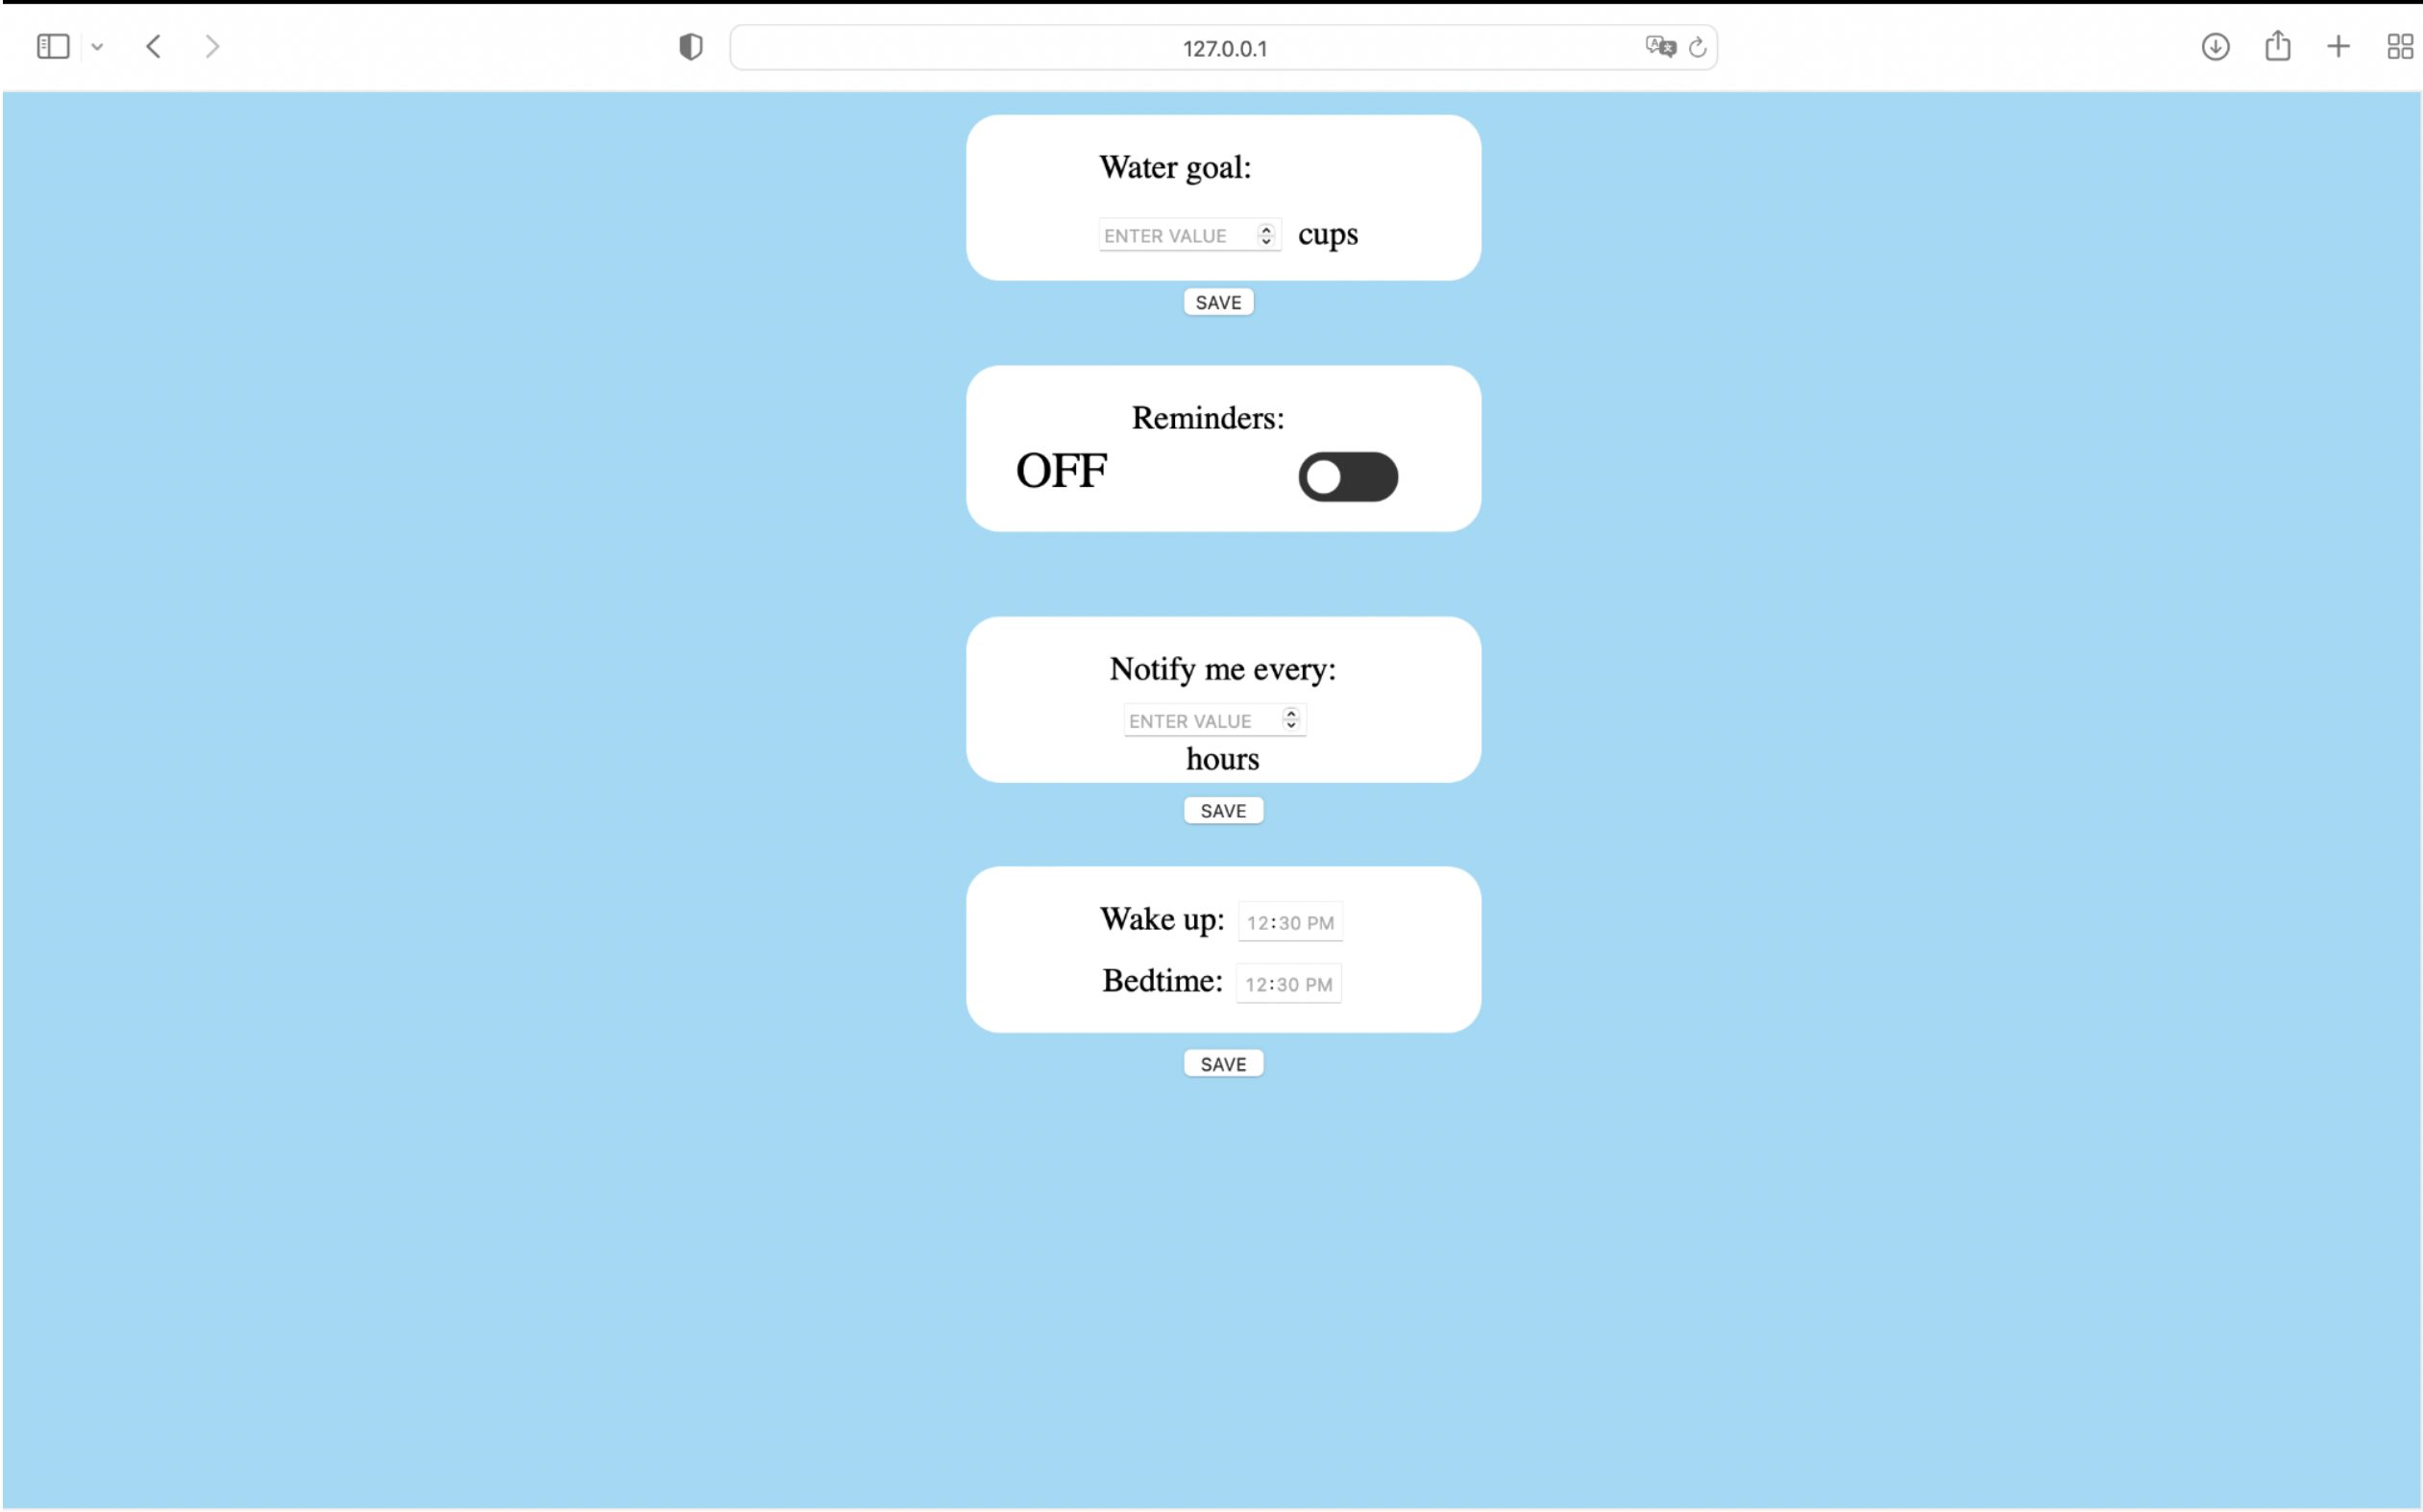 127.0.0.1
Water goal:
ENTER VALUE cups
SAVE
Reminders:
OFF
Notify me every:
ENTER VALUE
hours
SAVE
Wake up: 12:30 PM
Bedtime: 12:30 PM
SAVE